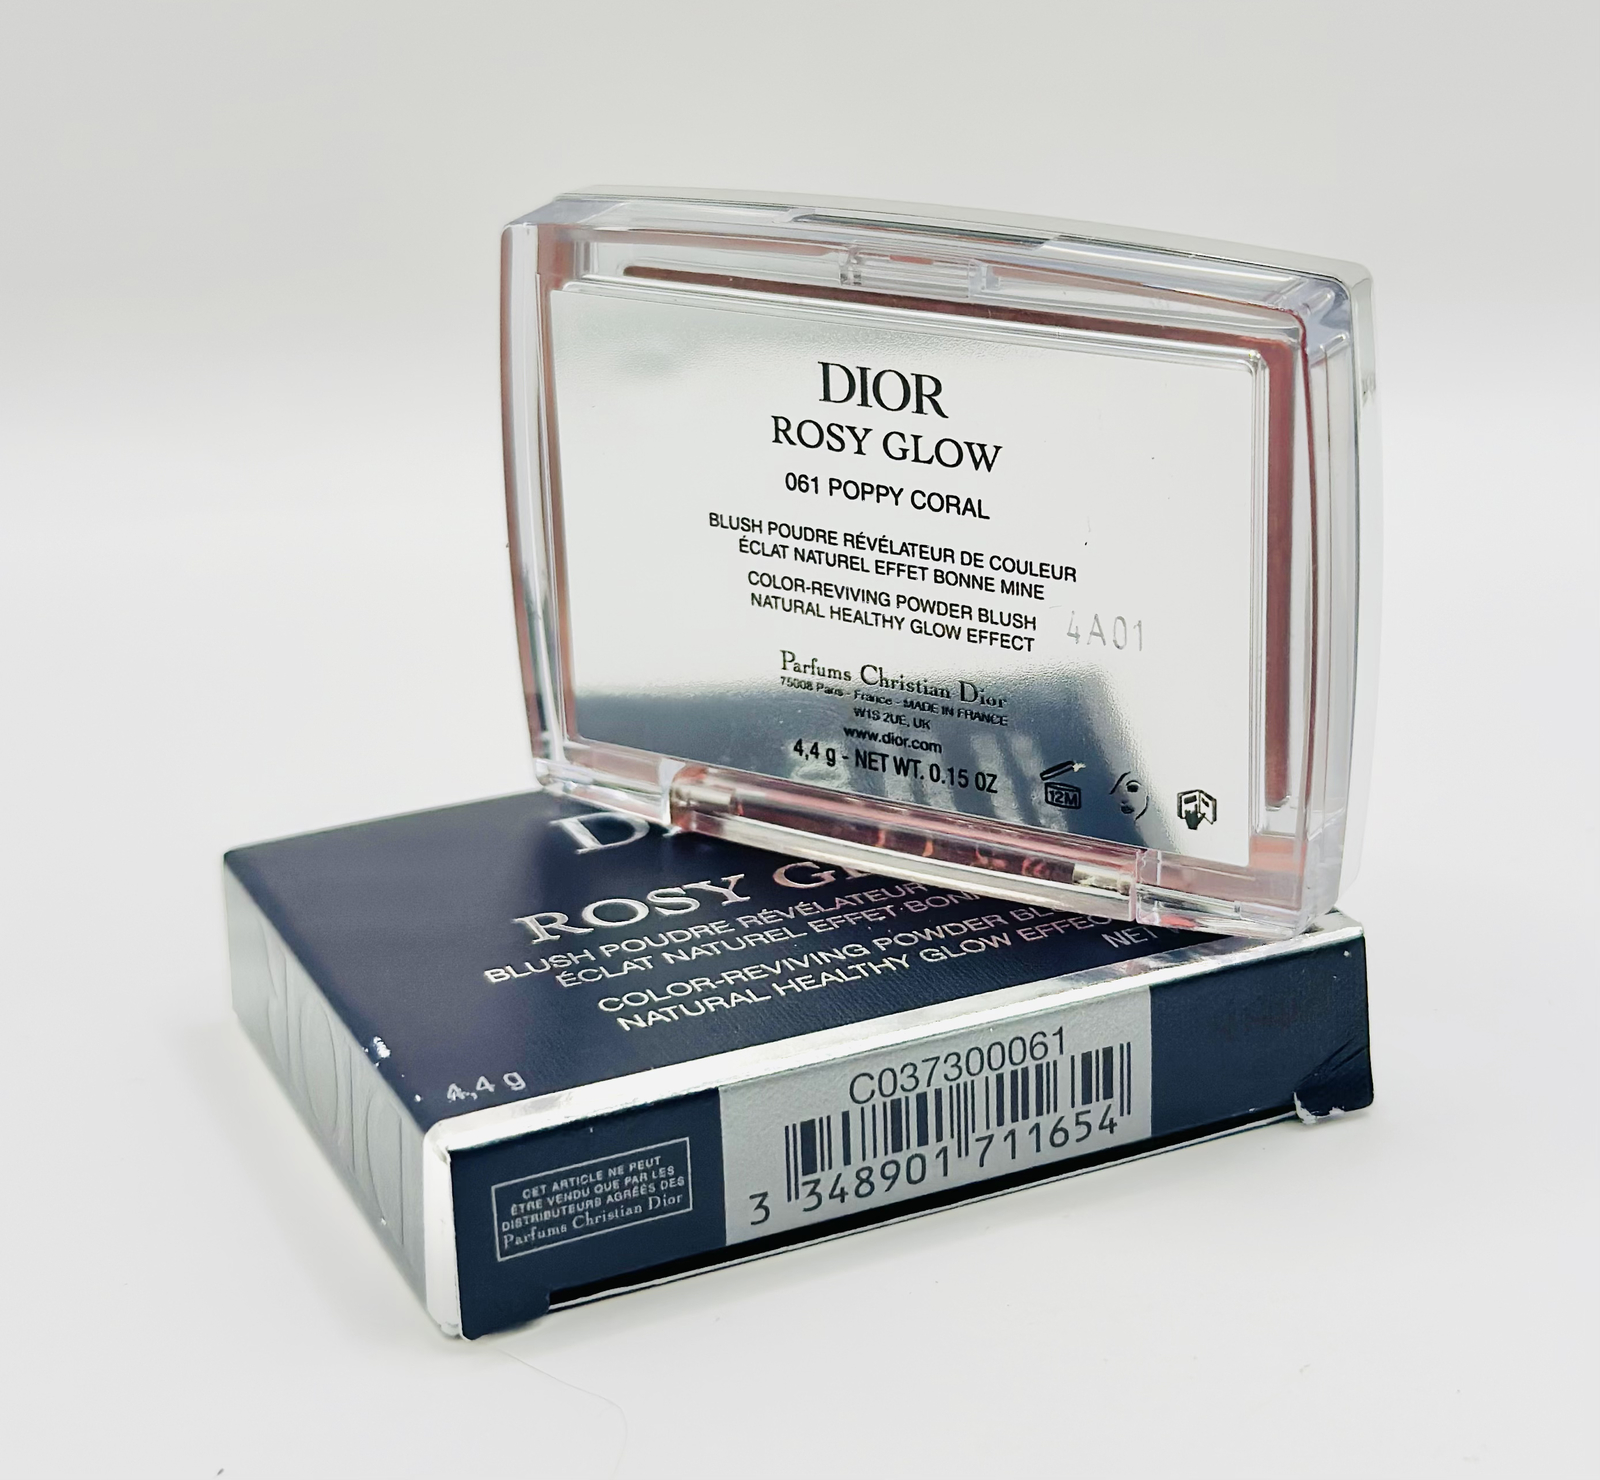 DIOR
ROSY GLOW
061 POPPY CORAL
BLUSH POUDRE RÉVÉLATEUR DE COULEUR
ÉCLAT NATUREL EFFET BONNE MINE
COLOR-REVIVING POWDER BLUSH
NATURAL HEALTHY GLOW EFFECT
4A01
Parfums Christian Dior
75008 Paris - France - MADE IN FRANCE
W1S 2UE, UK
www.dior.com
4,4 g - NET WT. 0.15 OZ
12M
ROSY
BLUSH POUDRE RÉVÉLATEUR
ÉCLAT NATUREL EFFET
COLOR-REVIVING POWDER
NATURAL HEALTHY GLOW
NET
4,4 g
CET ARTICLE NE PEUT
ÊTRE VENDU QUE PAR LES
DISTRIBUTEURS AGRÉÉS DES
Parfums Christian Dior
C037300061
3 348901 711654